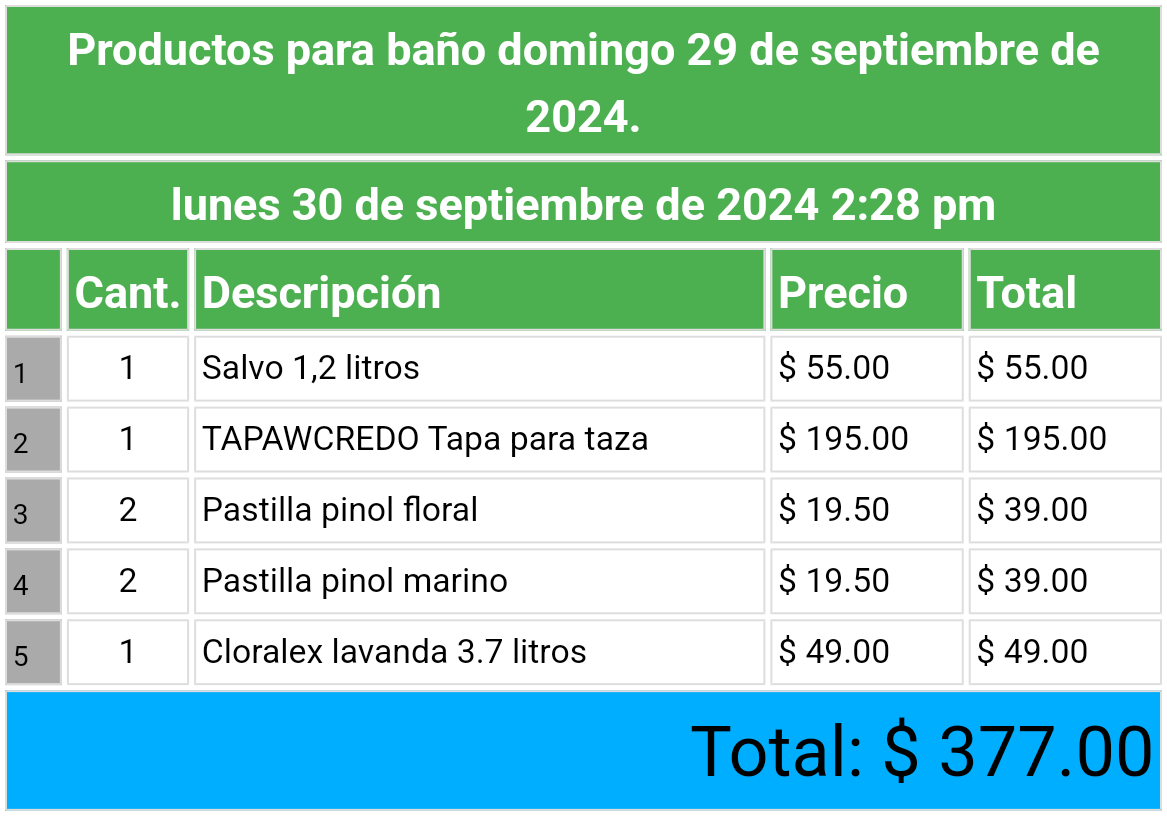 Productos para baño domingo 29 de septiembre de
2024.
lunes 30 de septiembre de 2024 2:28 pm
Cant. Descripción Precio Total
1 1 Salvo 1,2 litros $ 55.00 $ 55.00
2 1 TAPAWCREDO Tapa para taza $ 195.00 $ 195.00
3 2 Pastilla pinol floral $ 19.50 $ 39.00
4 2 Pastilla pinol marino $ 19.50 $ 39.00
5 1 Cloralex lavanda 3.7 litros $ 49.00 $ 49.00
Total: $ 377.00